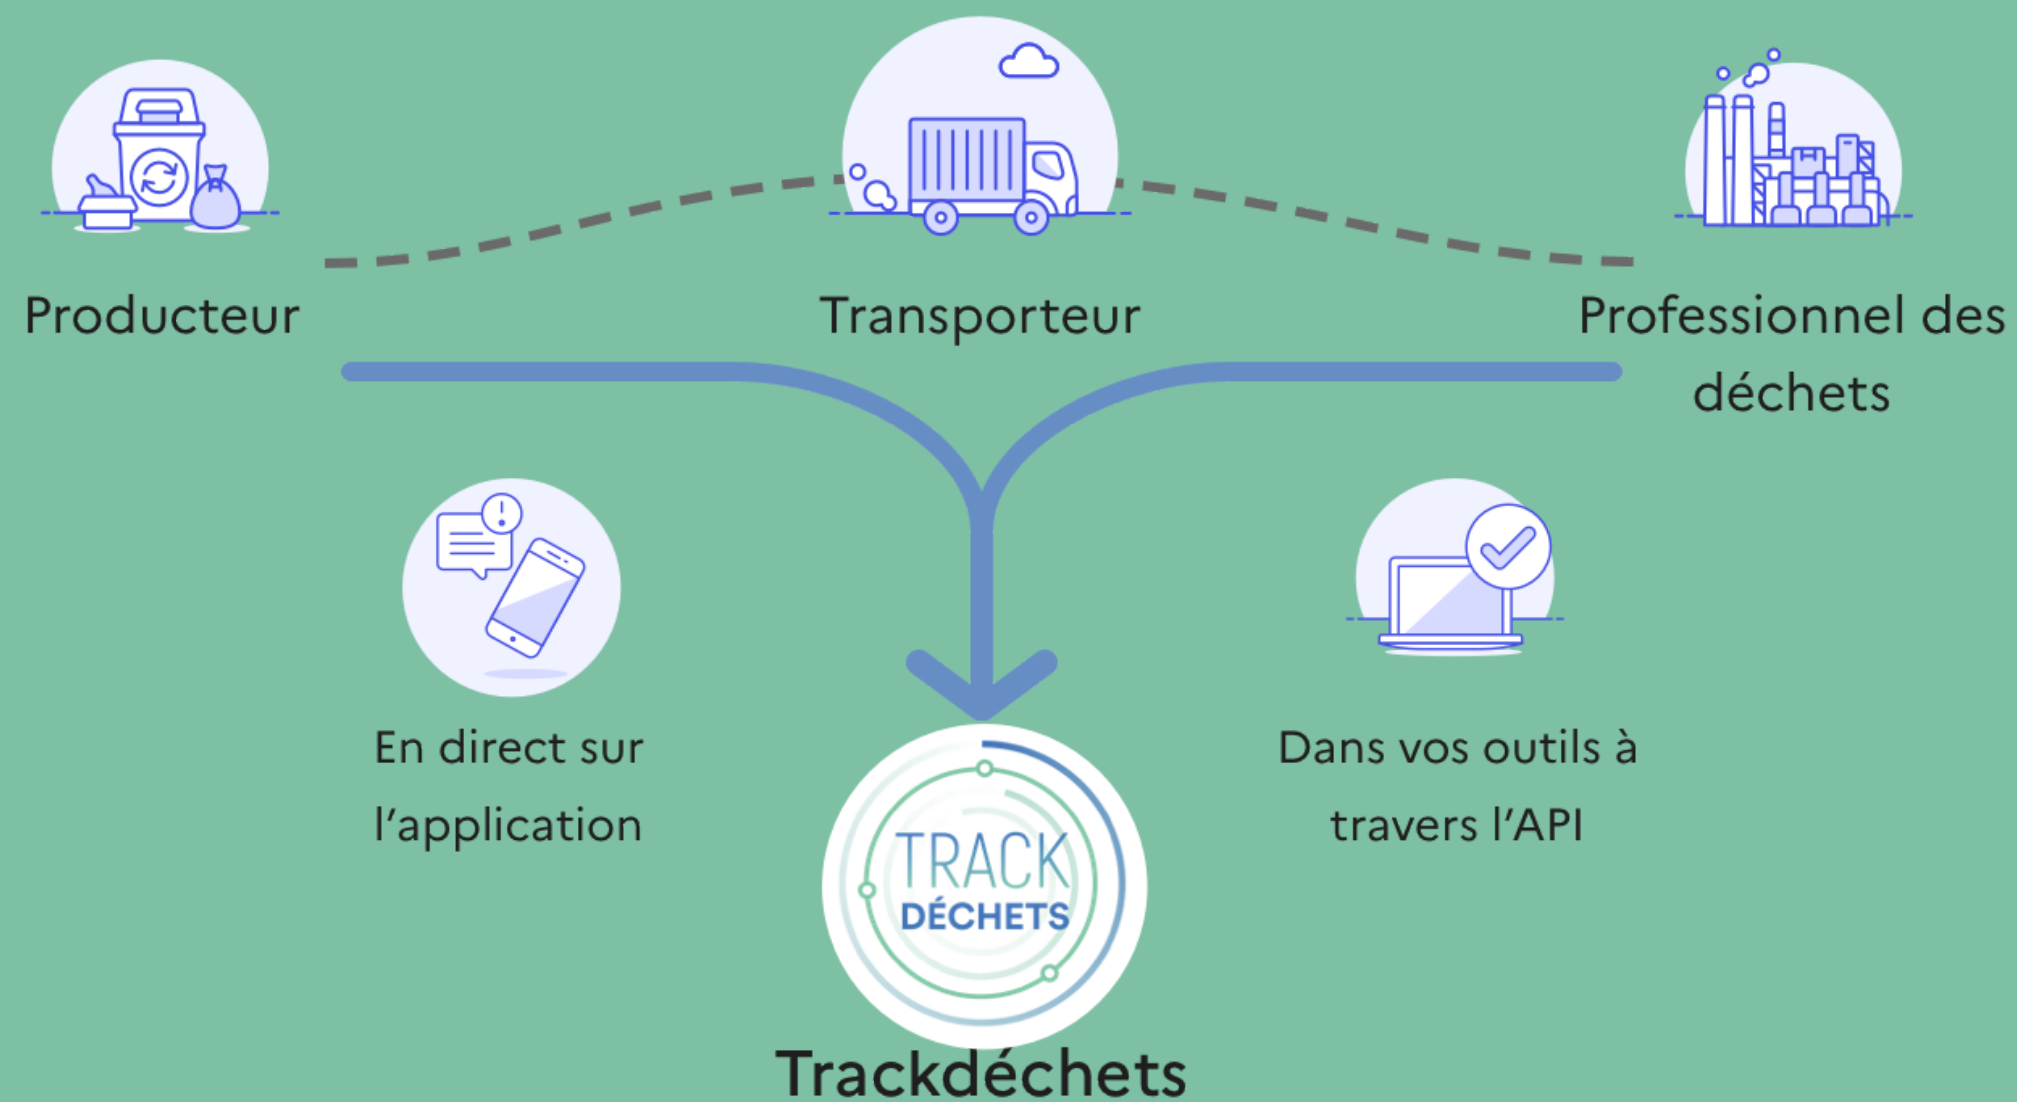 Producteur
Transporteur
Professionnel des
déchets
En direct sur
l’application
Dans vos outils à
travers l’API
TRACK
DÉCHETS
Trackdéchets